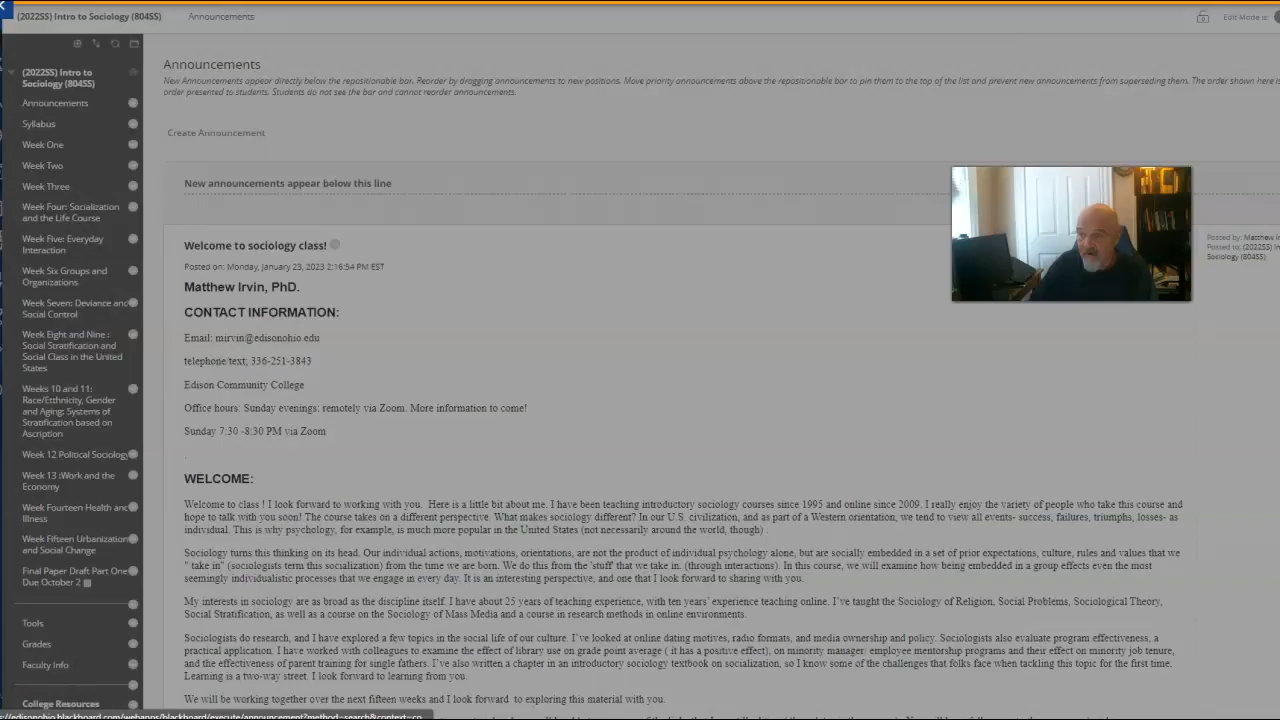 (2022SS) Intro to Sociology (804SS)
Announcements
Edit Mode is:
(2022SS) Intro to
Sociology (804SS)
Announcements
Syllabus
Week One
Week Two
Week Three
Week Four: Socialization
and the Life Course
Week Five: Everyday
Interaction
Week Six Groups and
Organizations
Week Seven: Deviance and
Social Control
Week Eight and Nine :
Social Stratification and
Social Class in the United
States
Weeks 10 and 11:
Race/Etthnicity, Gender
and Aging: Systems of
Stratification based on
Ascription
Week 12 Political Sociology
Week 13 :Work and the
Economy
Week Fourteen Health and
Illness
Week Fifteen Urbanization
and Social Change
Final Paper Draft Part One
Due October 2
Tools
Grades
Faculty Info
College Resources
Announcements
New Announcements appear directly below the repositionable bar. Reorder by dragging announcements to new positions. Move priority announcements above the repositionable bar to pin them to the top of the list and prevent new announcements from superseding them. The order shown here is
order presented to students. Students do not see the bar and cannot reorder announcements.
Create Announcement
New announcements appear below this line
Welcome to sociology class!
Posted on: Monday, January 23, 2023 2:16:54 PM EST
Posted by: Matthew
Posted to: (2022SS)
Sociology (804SS)
Matthew Irvin, PhD.
CONTACT INFORMATION:
Email: mirvin@edisonohio.edu
telephone/text; 336-251-3843
Edison Community College
Office hours: Sunday evenings: remotely via Zoom. More information to come!
Sunday 7:30 -8:30 PM via Zoom
WELCOME:
Welcome to class ! I look forward to working with you. Here is a little bit about me. I have been teaching introductory sociology courses since 1995 and online since 2009. I really enjoy the variety of people who take this course and
hope to talk with you soon! The course takes on a different perspective. What makes sociology different? In our U.S. civilization, and as part of a Western orientation, we tend to view all events- success, failures, triumphs, losses- as
individual. This is why psychology, for example, is much more popular in the United States (not necessarily around the world, though) .
Sociology turns this thinking on its head. Our individual actions, motivations, orientations, are not the product of individual psychology alone, but are socially embedded in a set of prior expectations, culture, rules and values that we
" take in" (sociologists term this socialization) from the time we are born. We do this from the 'stuff' that we take in. (through interactions). In this course, we will examine how being embedded in a group effects even the most
seemingly individualistic processes that we engage in every day. It is an interesting perspective, and one that I look forward to sharing with you.
My interests in sociology are as broad as the discipline itself. I have about 25 years of teaching experience, with ten years' experience teaching online. I've taught the Sociology of Religion, Social Problems, Sociological Theory,
Social Stratification, as well as a course on the Sociology of Mass Media and a course in research methods in online environments.
Sociologists do research, and I have explored a few topics in the social life of our culture. I've looked at online dating motives, radio formats, and media ownership and policy. Sociologists also evaluate program effectiveness, a
practical application. I have worked with colleagues to examine the effect of library use on grade point average ( it has a positive effect), on minority manager/ employee mentorship programs and their effect on minority job tenure,
and the effectiveness of parent training for single fathers. I've also written a chapter in an introductory sociology textbook on socialization, so I know some of the challenges that folks face when tackling this topic for the first time.
Learning is a two-way street. I look forward to learning from you.
We will be working together over the next fifteen weeks and I look forward to exploring this material with you.